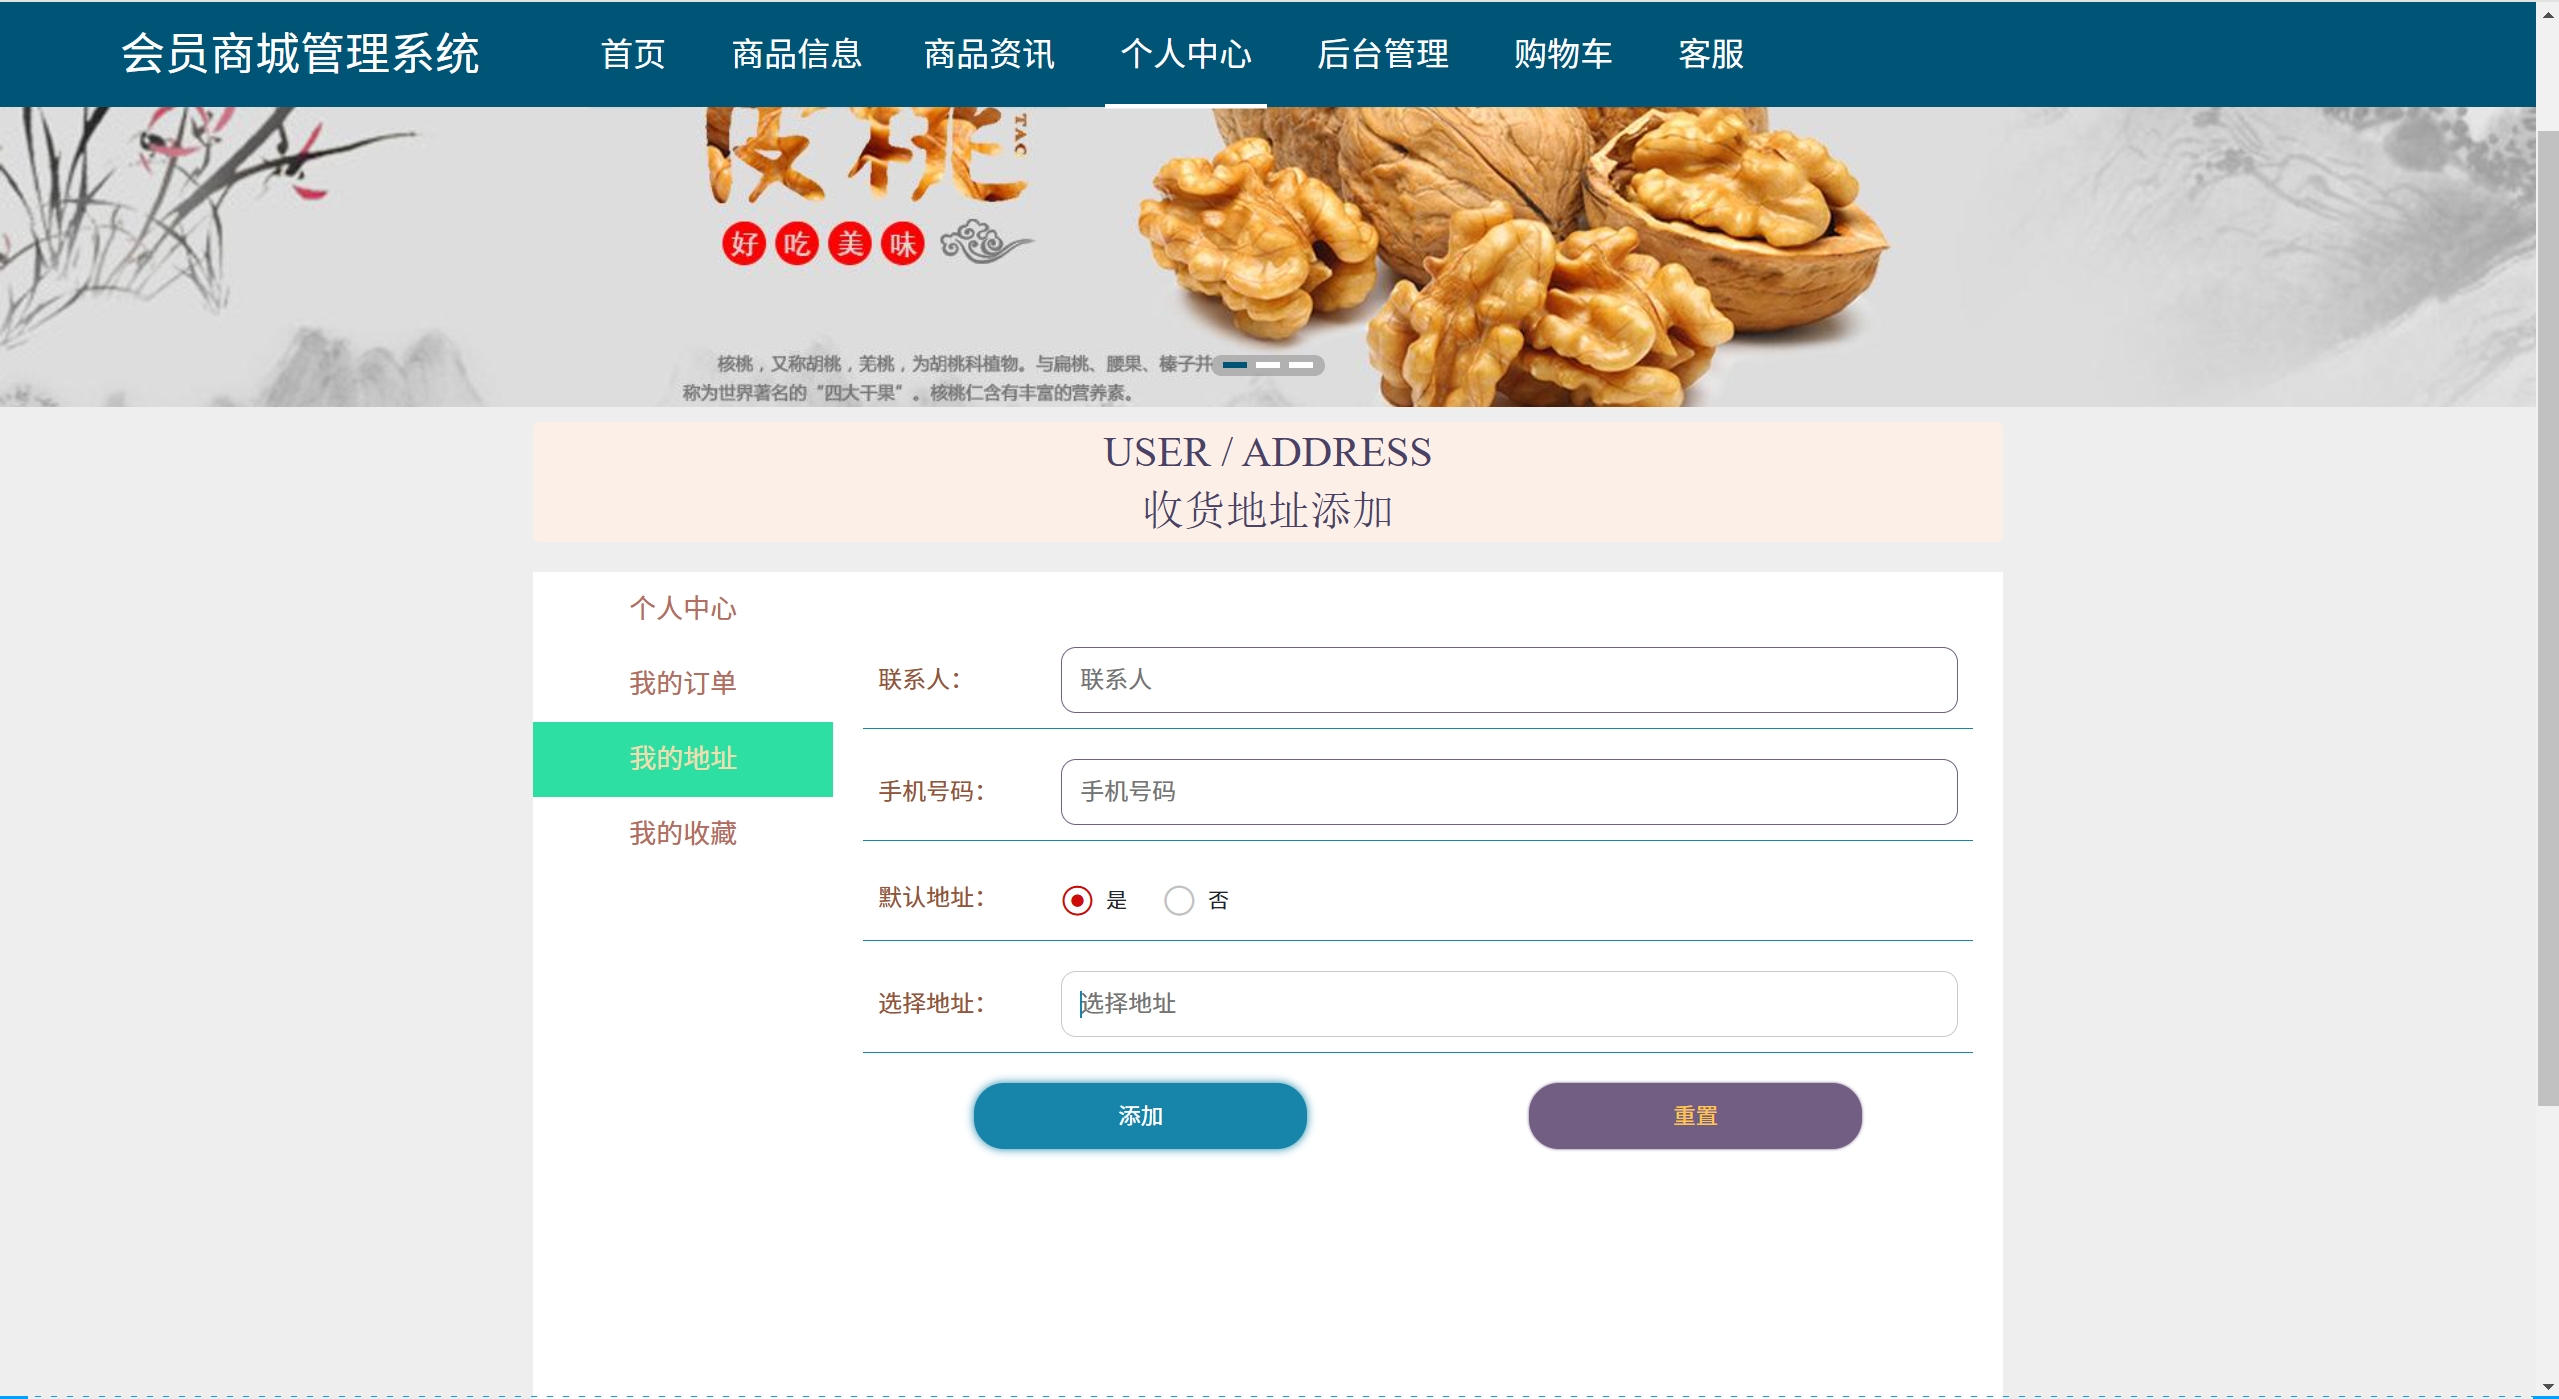 会员商城管理系统 首页 商品信息 商品资讯 个人中心 后台管理 购物车 客服
皮桃
TAO
好吃美味
核桃，又称胡桃，羌桃，为胡桃科植物。与扁桃、腰果、榛子并
称为世界著名的“四大干果”。核桃仁含有丰富的营养素。
USER / ADDRESS
收货地址添加
个人中心
我的订单
我的地址
我的收藏
联系人： 联系人
手机号码： 手机号码
默认地址： 是 否
选择地址： 选择地址
添加 重置